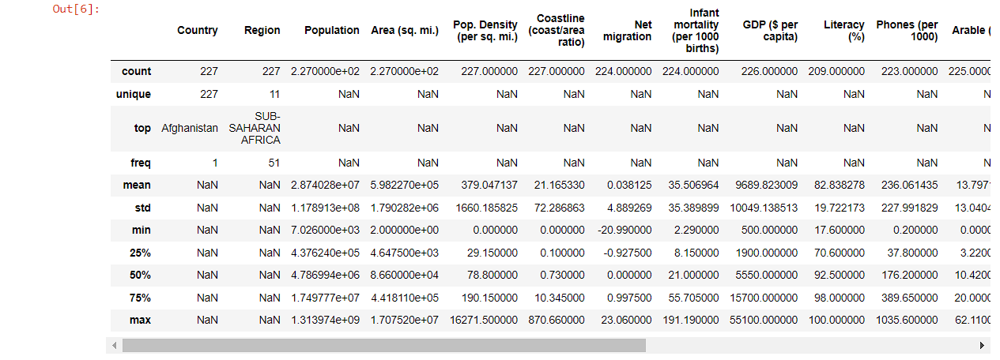 Out[6]:
Country Region Population Area (sq. mi.) Pop. Density (per sq. mi.) Coastline (coast/area ratio) Net migration Infant mortality (per 1000 births) GDP ($ per capita) Literacy (%) Phones (per 1000) Arable (
count 227 227 2.270000e+02 2.270000e+02 227.000000 227.000000 224.000000 224.000000 226.000000 209.000000 223.000000 225.0000
unique 227 11 NaN NaN NaN NaN NaN NaN NaN NaN NaN N
top Afghanistan SUB-SAHARAN AFRICA NaN NaN NaN NaN NaN NaN NaN NaN NaN N
freq 1 51 NaN NaN NaN NaN NaN NaN NaN NaN NaN N
mean NaN NaN 2.874028e+07 5.982270e+05 379.047137 21.165330 0.038125 35.506964 9689.823009 82.838278 236.061435 13.797
std NaN NaN 1.178913e+08 1.790282e+06 1660.185825 72.286863 4.889269 35.389899 10049.138513 19.722173 227.991829 13.0404
min NaN NaN 7.026000e+03 2.000000e+00 0.000000 0.000000 -20.990000 2.290000 500.000000 17.600000 0.200000 0.0000
25% NaN NaN 4.376240e+05 4.647500e+03 29.150000 0.100000 -0.927500 8.150000 1900.000000 70.600000 37.800000 3.2200
50% NaN NaN 4.786994e+06 8.660000e+04 78.800000 0.730000 0.000000 21.000000 5550.000000 92.500000 176.200000 10.4200
75% NaN NaN 1.749777e+07 4.418110e+05 190.150000 10.345000 0.997500 55.705000 15700.000000 98.000000 389.650000 20.0000
max NaN NaN 1.313974e+09 1.707520e+07 16271.500000 870.660000 23.060000 191.190000 55100.000000 100.000000 1035.600000 62.1100